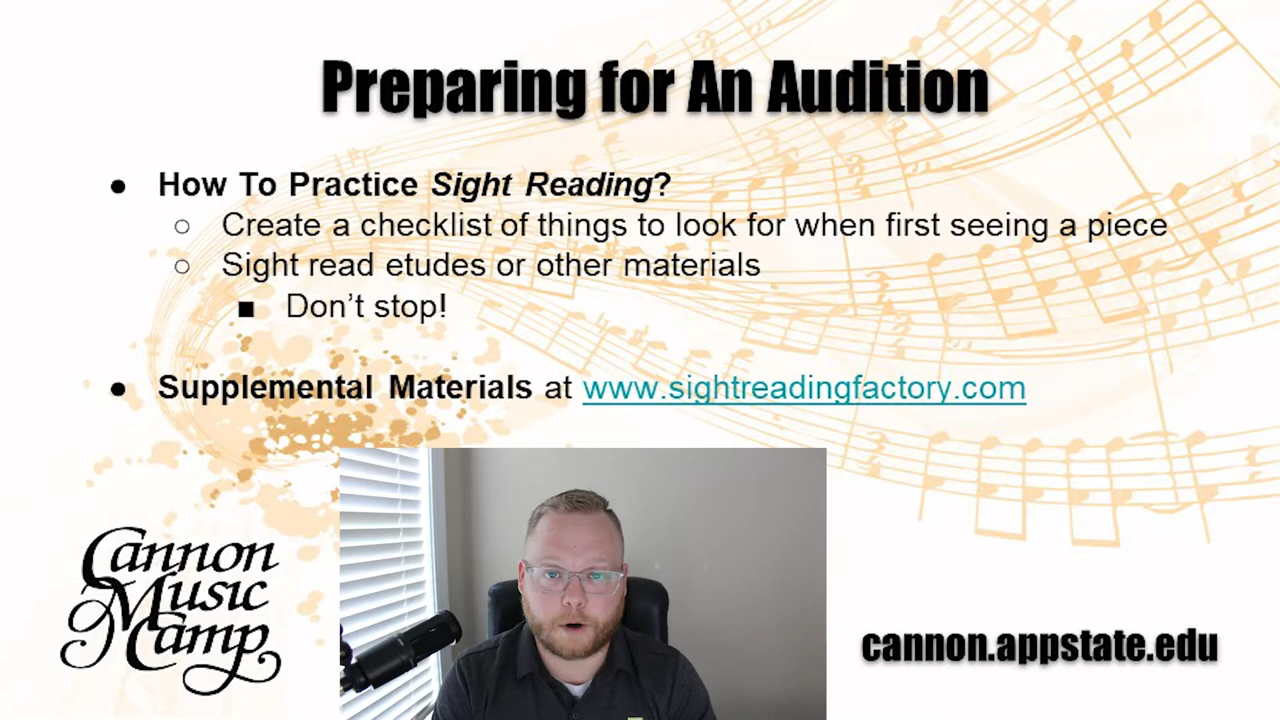 Preparing for An Audition
● How To Practice Sight Reading?
○ Create a checklist of things to look for when first seeing a piece
○ Sight read etudes or other materials
■ Don’t stop!
● Supplemental Materials at www.sightreadingfactory.com
Cannon
Music
Camp
cannon.appstate.edu